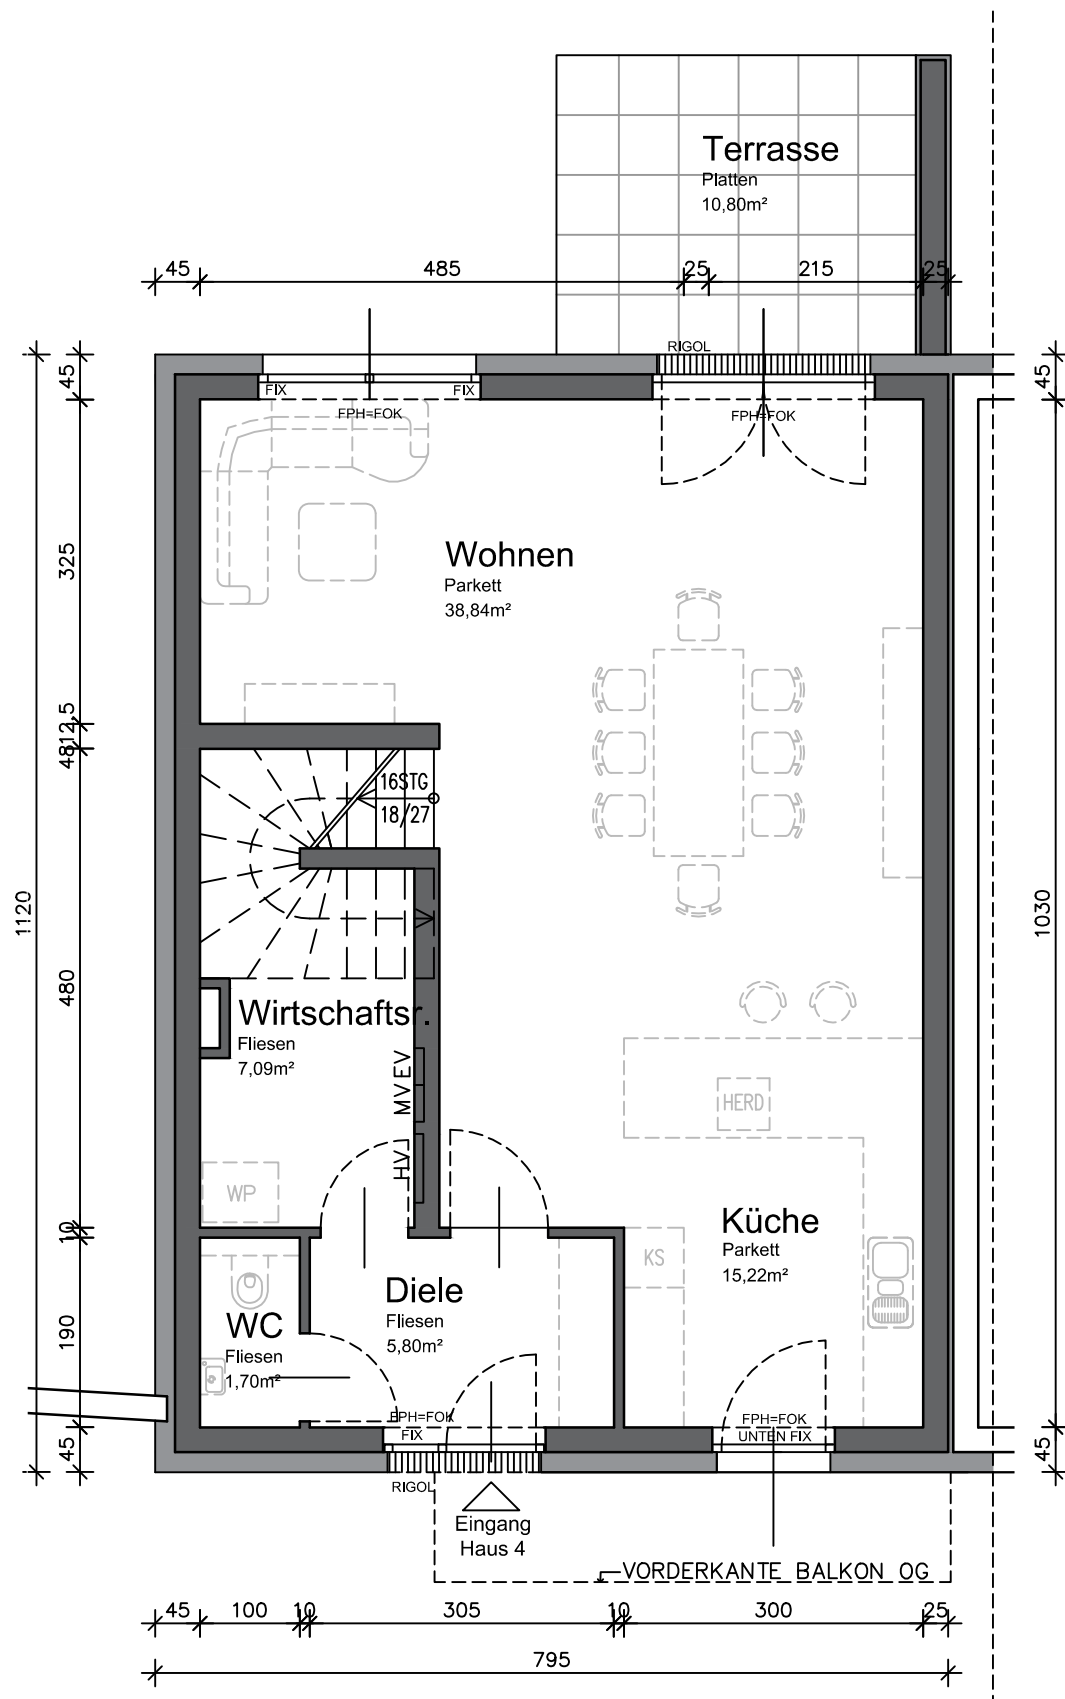 Terrasse
Platten
10,80m²
45
485
25
215
25
RIGOL
FIX
FIX
FPH=FOK
FPH=FOK
45
45
Wohnen
Parkett
38,84m²
325
12,5
48
16STG
18/27
1120
1030
480
Wirtschaftsr.
Fliesen
7,09m²
MVEV
HV
HERD
WP
10
Küche
Parkett
15,22m²
KS
Diele
Fliesen
5,80m²
WC
Fliesen
1,70m²
190
FPH=FOK
FIX
FPH=FOK
UNTEN FIX
45
45
RIGOL
Eingang
Haus 4
VORDERKANTE BALKON OG
45
100
10
305
10
300
25
795